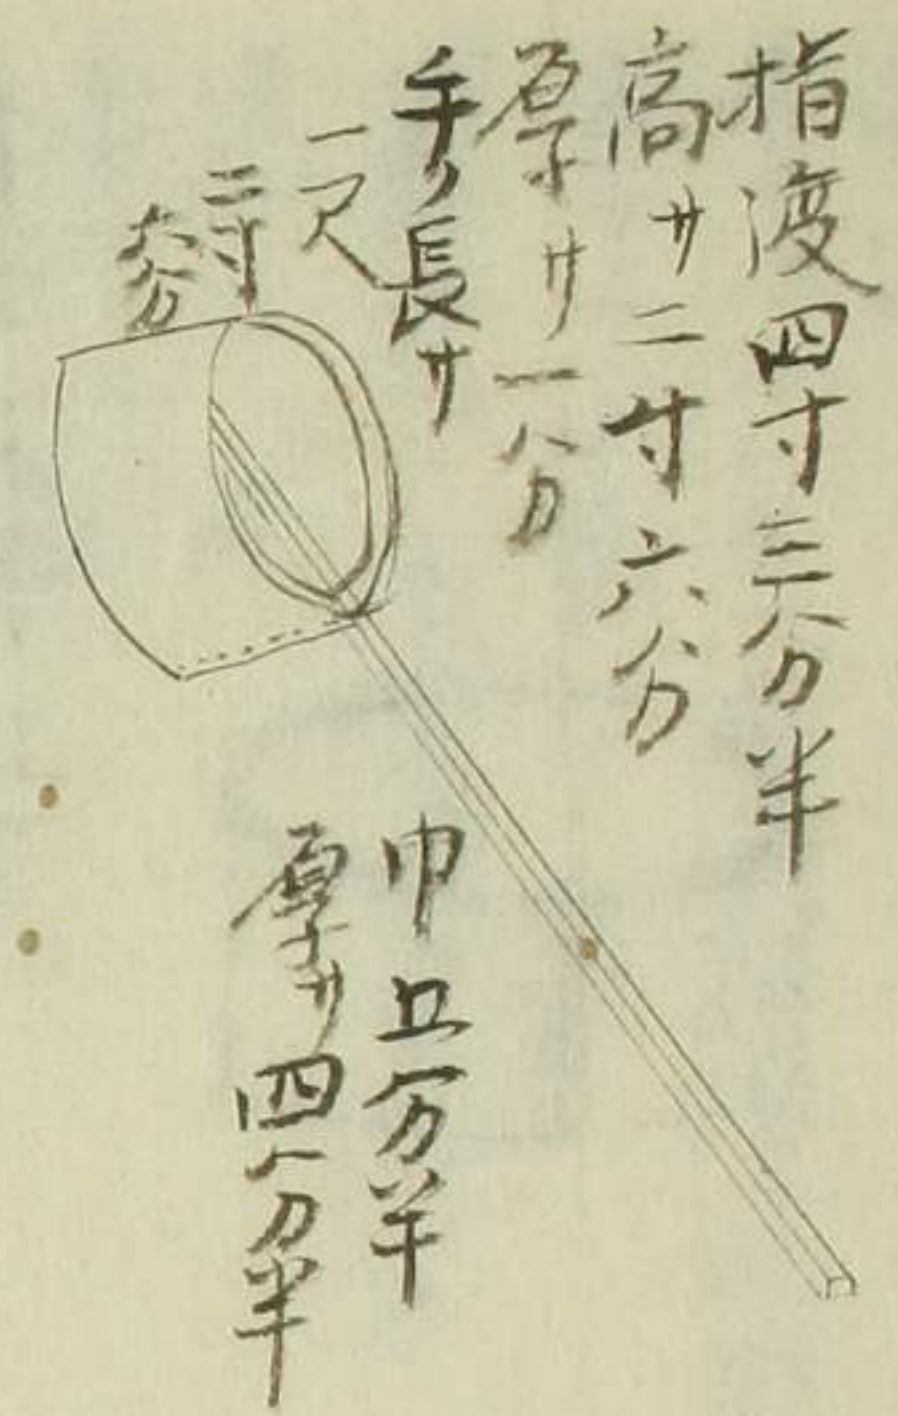 指渡四寸三分半
高サ二寸六分
厚サ一分
手ノ長サ
一尺
二寸
六分
巾五分半
厚サ四分半